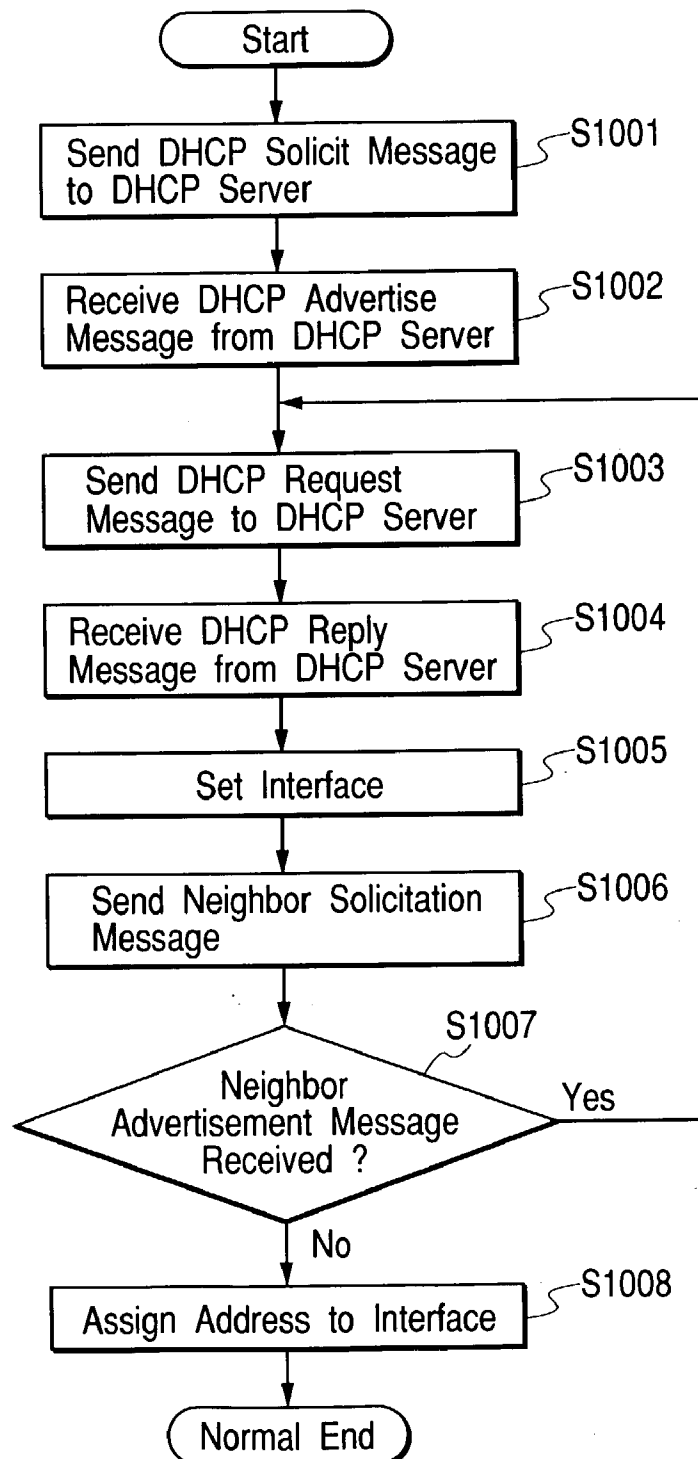 Start
S1001
Send DHCP Solicit Message
to DHCP Server
S1002
Receive DHCP Advertise
Message from DHCP Server
S1003
Send DHCP Request
Message to DHCP Server
S1004
Receive DHCP Reply
Message from DHCP Server
S1005
Set Interface
S1006
Send Neighbor Solicitation
Message
S1007
Neighbor
Advertisement Message
Received ?
Yes
No
S1008
Assign Address to Interface
Normal End